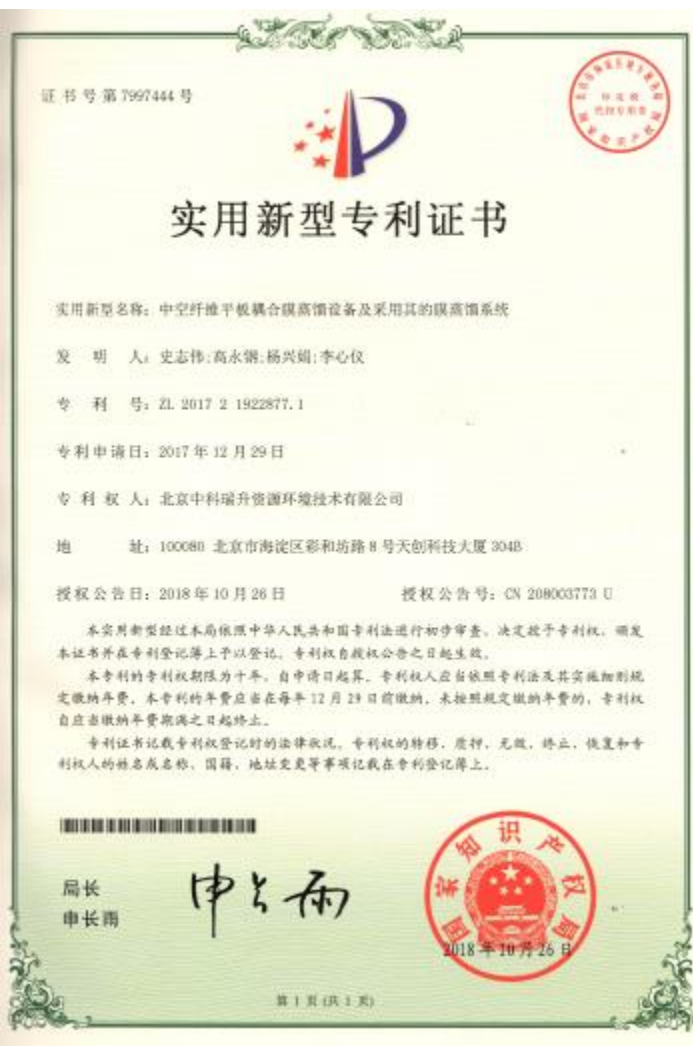 证书号第7997444号
实用新型专利证书
实用新型名称：中空纤维平板耦合膜蒸馏设备及采用其的膜蒸馏系统
发明人：史志伟;高永钢;杨兴娟;李心仪
专利号：ZL 2017 2 1922877.1
专利申请日：2017年12月29日
专利权人：北京中科瑞升资源环境技术有限公司
地址：100080 北京市海淀区彩和坊路8号天创科技大厦304B
授权公告日：2018年10月26日 授权公告号：CN 208003773 U
本实用新型经过本局依照中华人民共和国专利法进行初步审查，决定授予专利权，颁发
本证书并在专利登记簿上予以登记。专利权自授权公告之日起生效。
本专利的专利权期限为十年，自申请日起算。专利权人应当依照专利法及其实施细则规
定缴纳年费。本专利的年费应当在每年12月29日前缴纳。未按照规定缴纳年费的，专利权
自应当缴纳年费期满之日起终止。
专利证书记载专利权登记时的法律状况。专利权的转移、质押、无效、终止、恢复和专
利权人的姓名或名称、国籍、地址变更等事项记载在专利登记簿上。
局长
申长雨
申长雨
国家知识产权局
2018年10月26日
第1页(共1页)